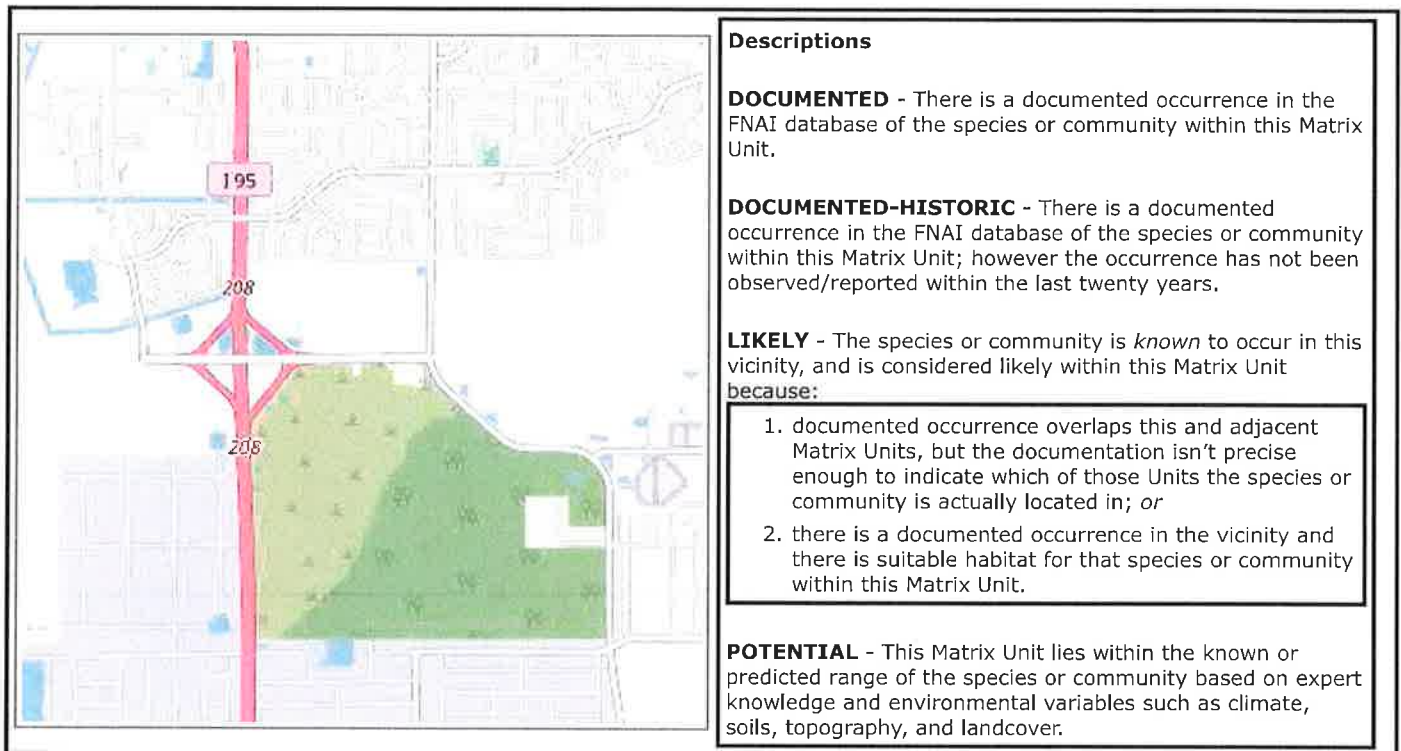 I 95
208
208
Descriptions
DOCUMENTED - There is a documented occurrence in the
FNAI database of the species or community within this Matrix
Unit.
DOCUMENTED-HISTORIC - There is a documented
occurrence in the FNAI database of the species or community
within this Matrix Unit; however the occurrence has not been
observed/reported within the last twenty years.
LIKELY - The species or community is known to occur in this
vicinity, and is considered likely within this Matrix Unit
because:
1. documented occurrence overlaps this and adjacent
Matrix Units, but the documentation isn't precise
enough to indicate which of those Units the species or
community is actually located in; or
2. there is a documented occurrence in the vicinity and
there is suitable habitat for that species or community
within this Matrix Unit.
POTENTIAL - This Matrix Unit lies within the known or
predicted range of the species or community based on expert
knowledge and environmental variables such as climate,
soils, topography, and landcover.